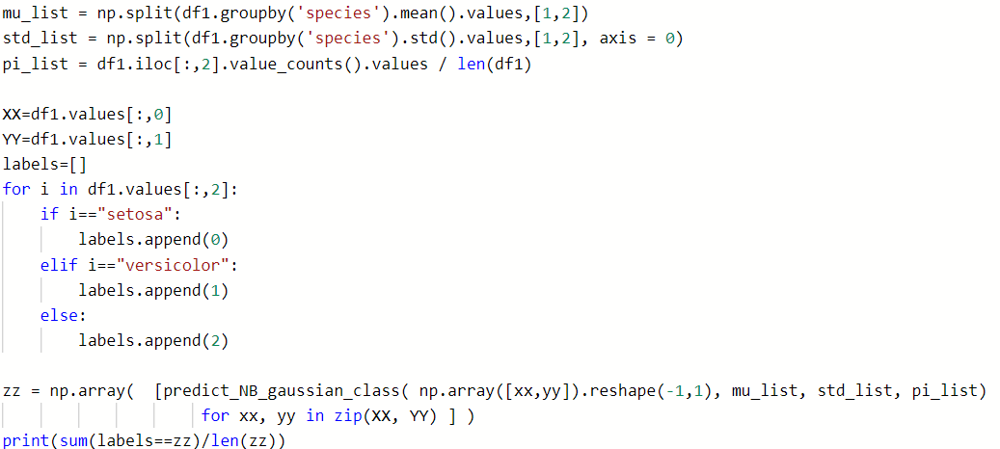 mu_list = np.split(df1.groupby('species').mean().values,[1,2])
std_list = np.split(df1.groupby('species').std().values,[1,2], axis = 0)
pi_list = df1.iloc[:,2].value_counts().values / len(df1)
XX=df1.values[:,0]
YY=df1.values[:,1]
labels=[]
for i in df1.values[:,2]:
    if i=="setosa":
        labels.append(0)
    elif i=="versicolor":
        labels.append(1)
    else:
        labels.append(2)
zz = np.array(  [predict_NB_gaussian_class( np.array([xx,yy]).reshape(-1,1), mu_list, std_list, pi_list)
                     for xx, yy in zip(XX, YY) ] )
print(sum(labels==zz)/len(zz))